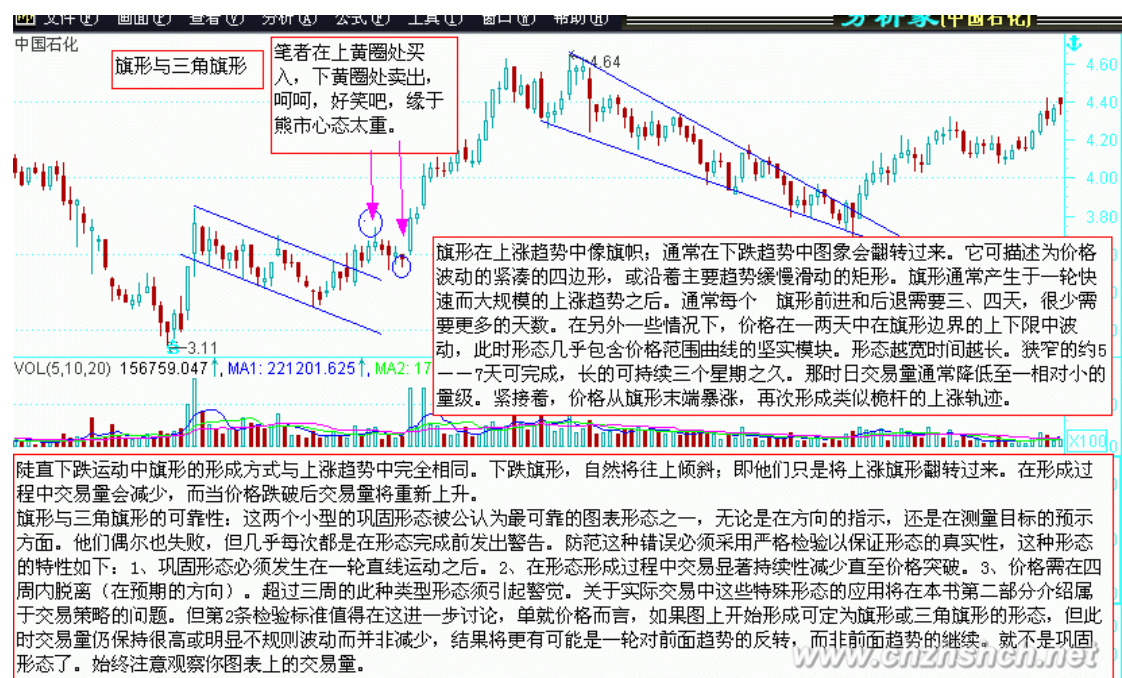 文件(F) 画面(P) 查看(V) 分析(A) 公式(F) 工具(T) 窗口(W) 帮助(H)
分析家[中国石化]
中国石化
旗形与三角旗形
笔者在上黄圈处买
入，下黄圈处卖出，
呵呵，好笑吧，缘于
熊市心态太重。
4.64
4.60
4.40
4.20
4.00
3.80
3.11
旗形在上涨趋势中像旗帜；通常在下跌趋势中图象会翻转过来。它可描述为价格
波动的紧凑的四边形，或沿着主要趋势缓慢滑动的矩形。旗形通常产生于一轮快
速而大规模的上涨趋势之后。通常每个 旗形前进和后退需要三、四天，很少需
要更多的天数。在另外一些情况下，价格在一两天中在旗形边界的上下限中波
动，此时形态几乎包含价格范围曲线的坚实模块。形态越宽时间越长。狭窄的约5
——7天可完成，长的可持续三个星期之久。那时日交易量通常降低至一相对小的
量级。紧接着，价格从旗形末端暴涨，再次形成类似桅杆的上涨轨迹。
VOL(5,10,20) 156759.047↑, MA1: 221201.625↑, MA2: 17
X100
陡直下跌运动中旗形的形成方式与上涨趋势中完全相同。下跌旗形，自然将往上倾斜；即他们只是将上涨旗形翻转过来。在形成过
程中交易量会减少，而当价格跌破后交易量将重新上升。
旗形与三角旗形的可靠性：这两个小型的巩固形态被公认为最可靠的图表形态之一，无论是在方向的指示，还是在测量目标的预示
方面。他们偶尔也失败，但几乎每次都是在形态完成前发出警告。防范这种错误必须采用严格检验以保证形态的真实性，这种形态
的特性如下：1、巩固形态必须发生在一轮直线运动之后。2、在形态形成过程中交易显著持续性减少直至价格突破。3、价格需在四
周内脱离（在预期的方向）。超过三周的此种类型形态须引起警觉。关于实际交易中这些特殊形态的应用将在本书第二部分介绍属
于交易策略的问题。但第2条检验标准值得在这进一步讨论，单就价格而言，如果图上开始形成可定为旗形或三角旗形的形态，但此
时交易量仍保持很高或明显不规则波动而并非减少，结果将更有可能是一轮对前面趋势的反转，而非前面趋势的继续。就不是巩固
形态了。始终注意观察你图表上的交易量。
www.cnzhshch.net